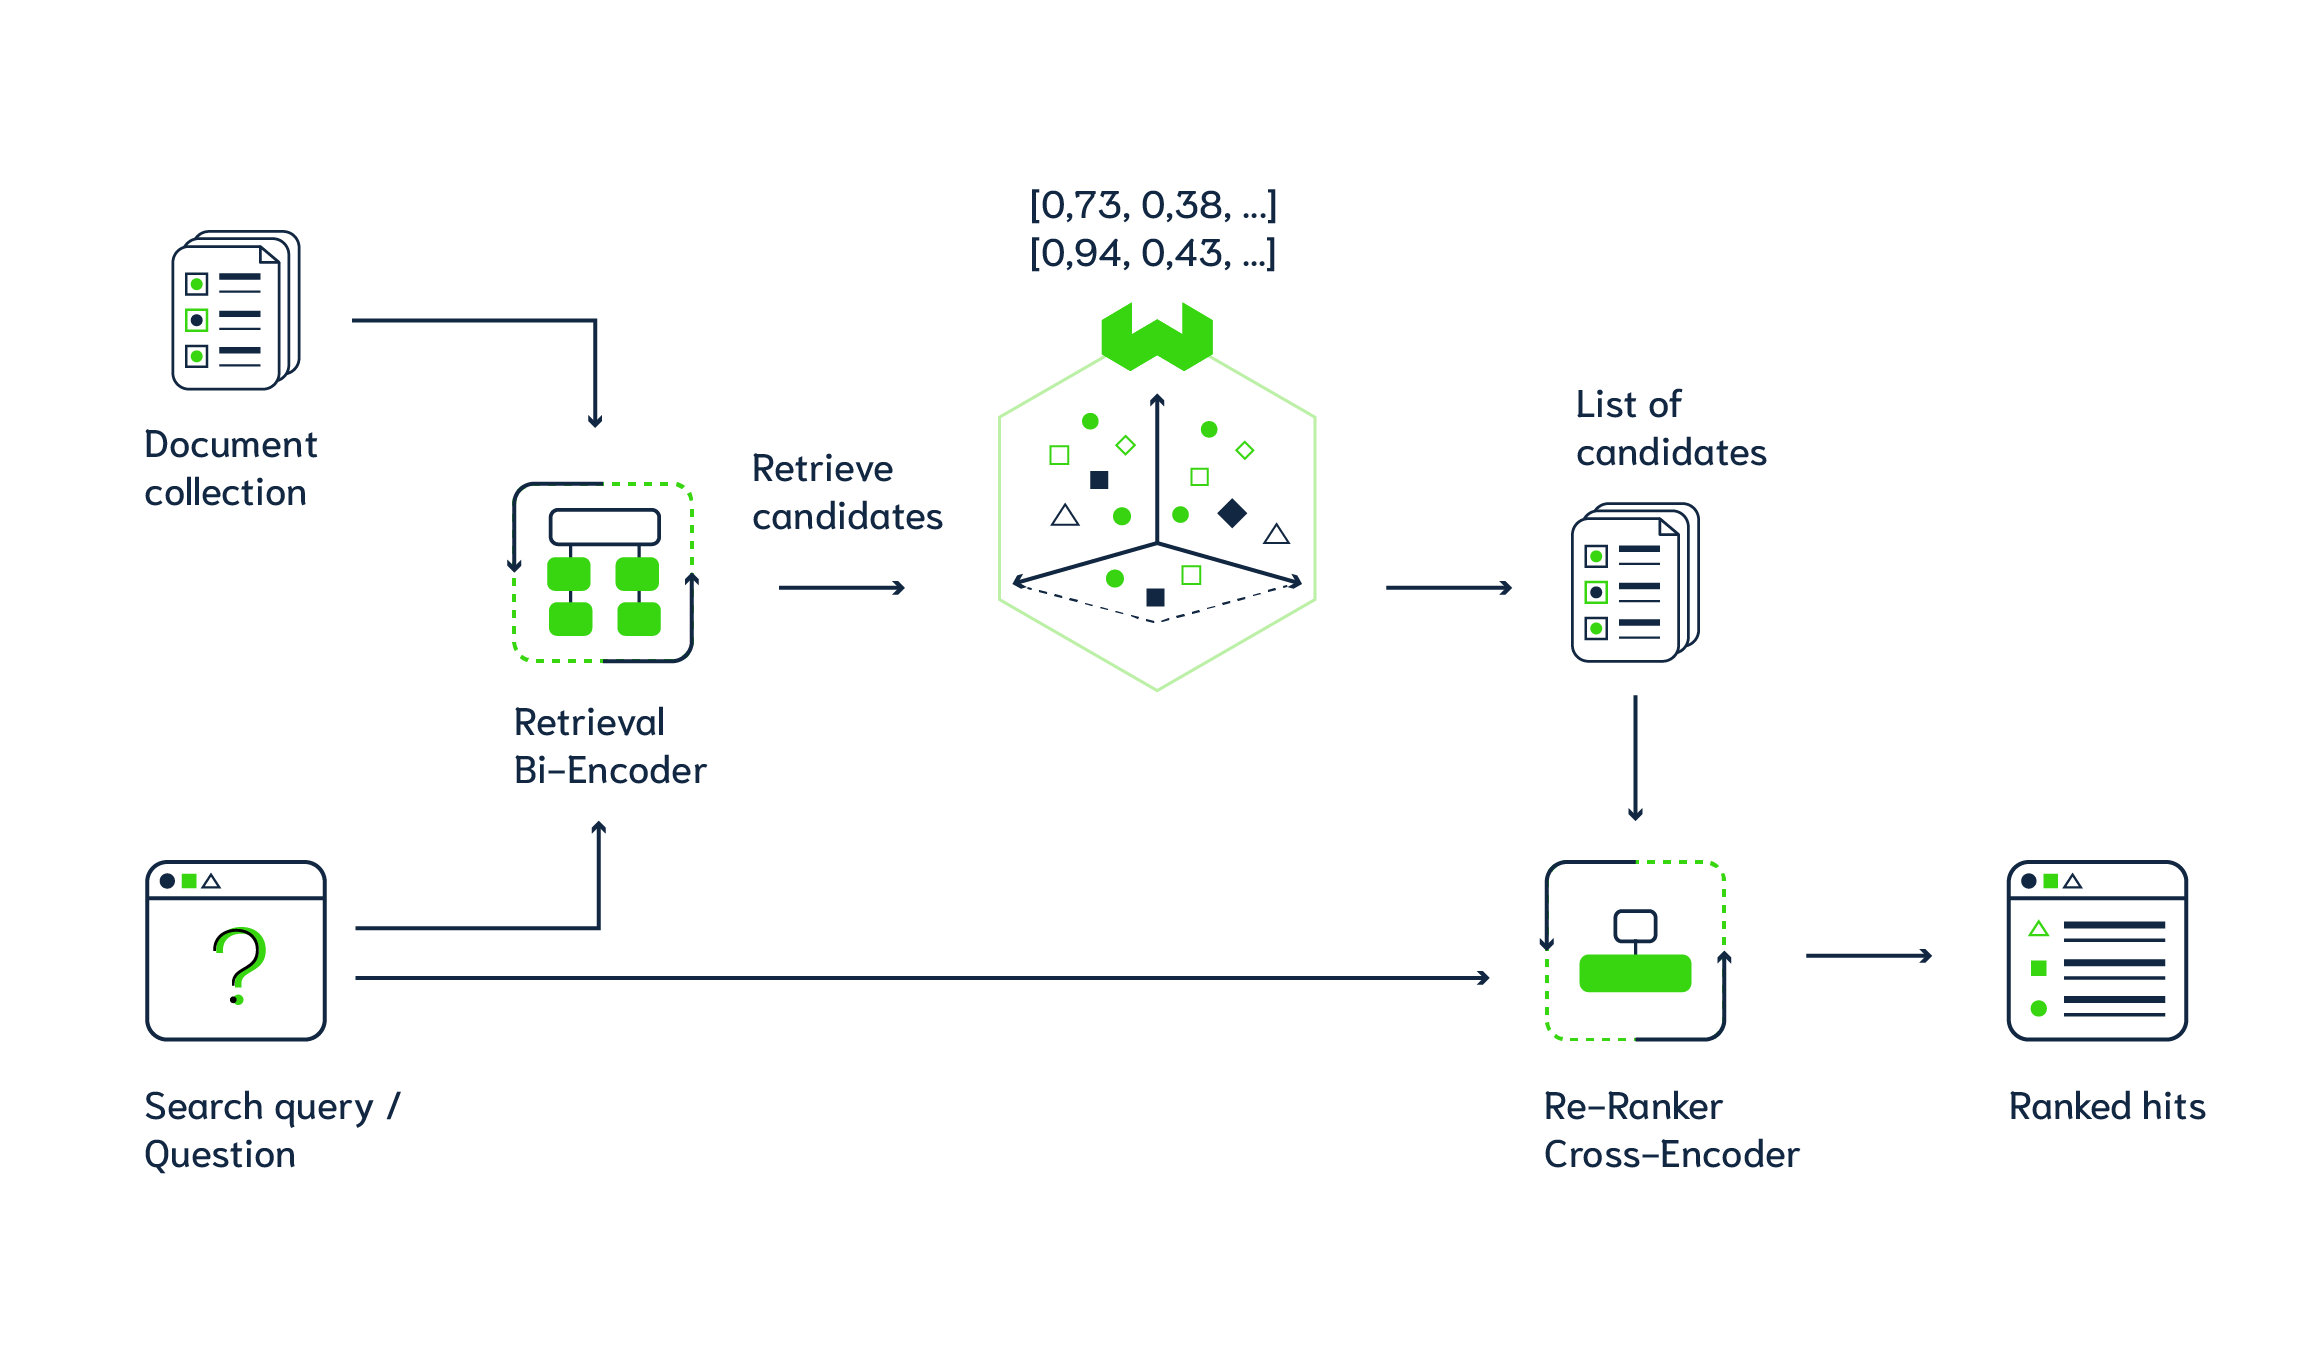 [0,73, 0,38, ...]
[0,94, 0,43, ...]
Document
collection
Retrieve
candidates
List of
candidates
Retrieval
Bi-Encoder
?
Search query /
Question
Re-Ranker
Cross-Encoder
Ranked hits